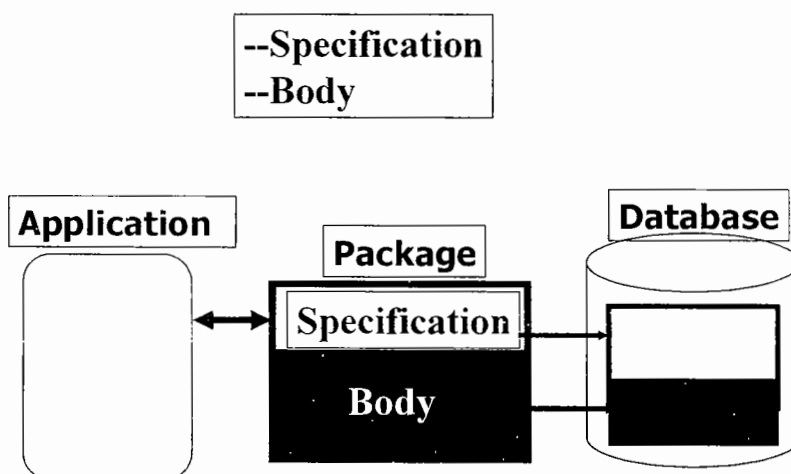 --Specification
--Body
Application
Package
Database
Specification
Body